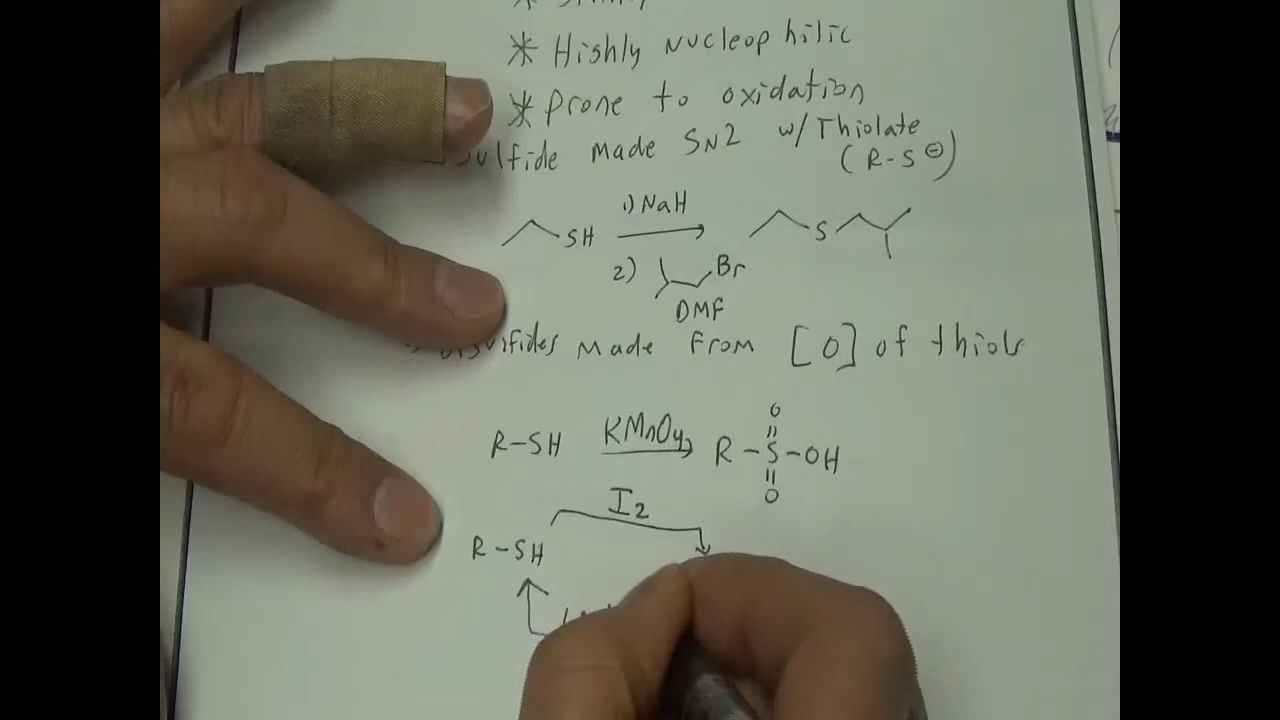 * Highly nucleophilic
* Prone to oxidation
sulfide made SN2 w/ Thiolate
(R-S⊖)
1) NaH
SH
S
2) Br
DMF
made from [O] of thiols
R-SH KMnO4 R-S-OH
O
O
I2
R-SH